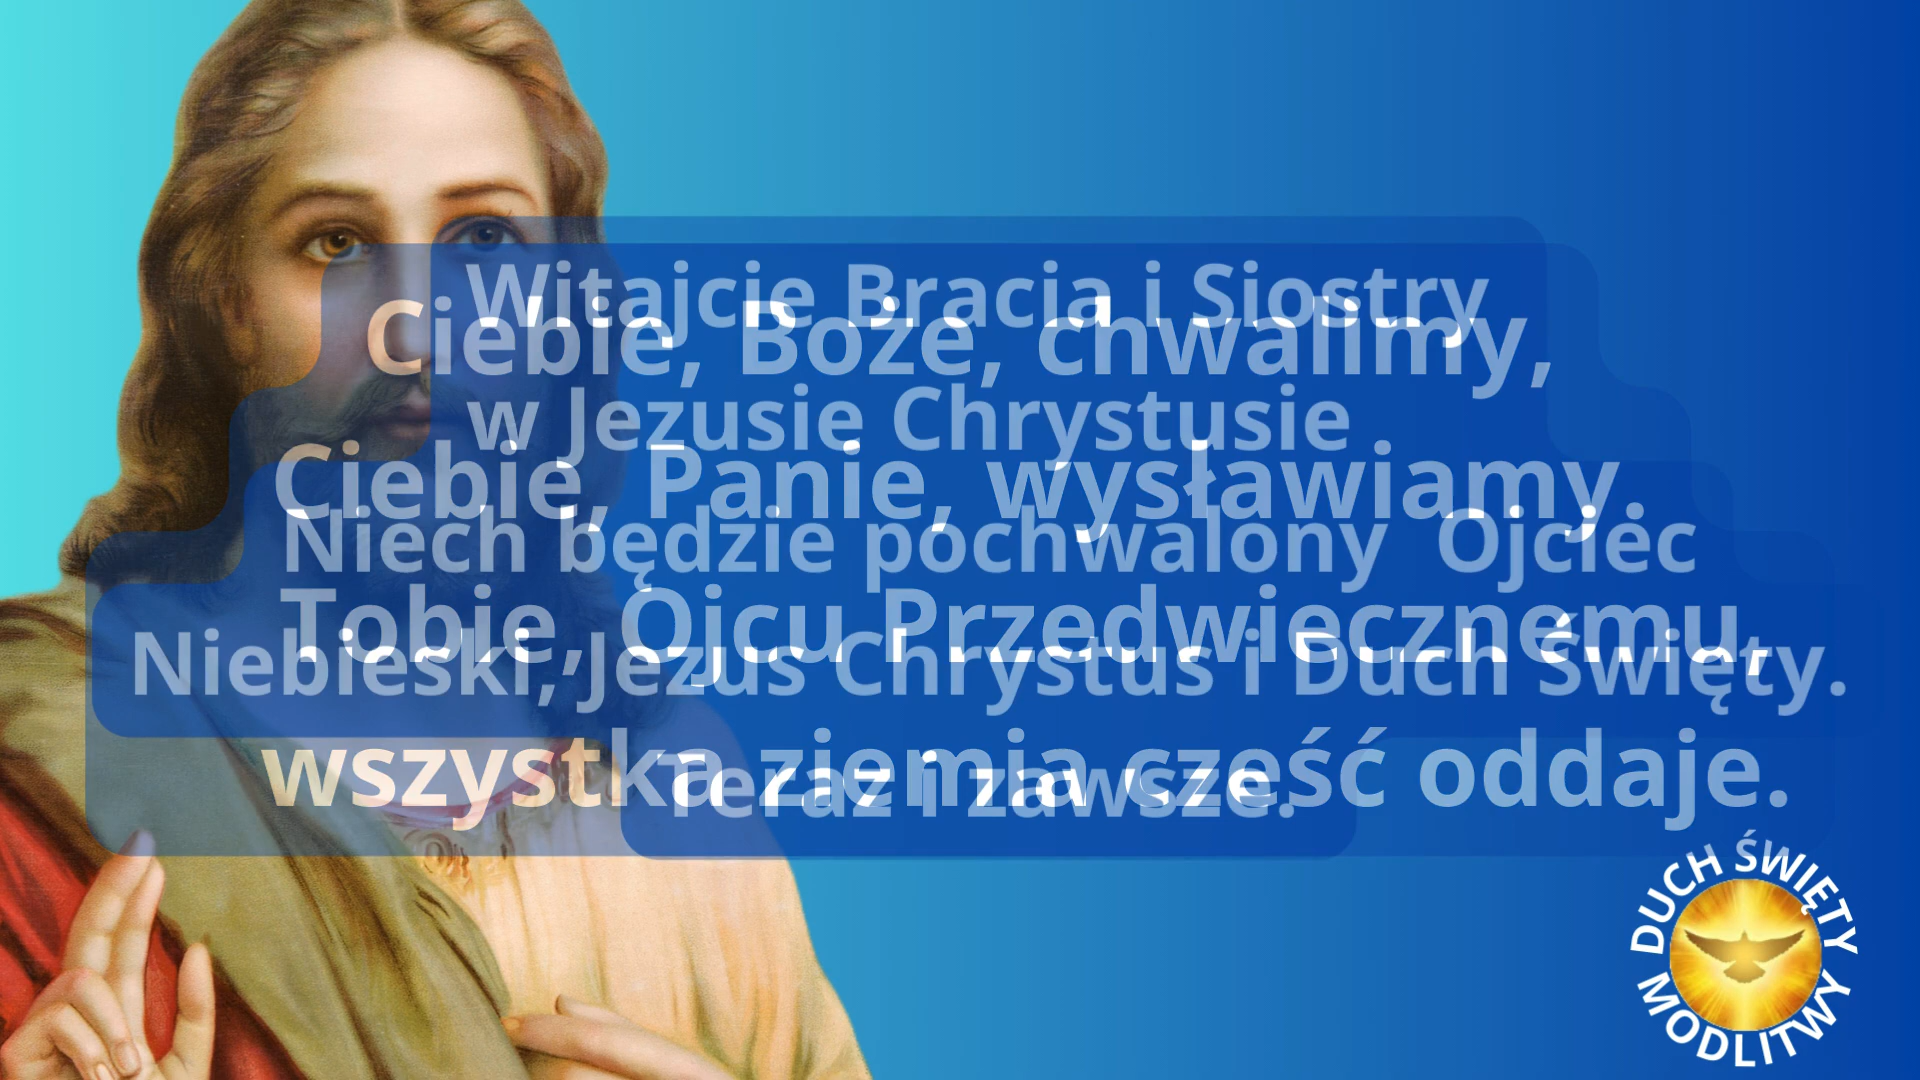 Witajcie Bracia i Siostry
Ciebie, Boże, chwalimy,
w Jezusie Chrystusie.
Ciebie, Panie, wysławiamy.
Niech będzie pochwalony Ojciec
Tobie, Ojcu Przedwiecznemu,
Niebieski, Jezus Chrystus i Duch Święty.
wszystka ziemia cześć oddaje.
Teraz i zawsze.
DUCH ŚWIĘTY
MODLITWY